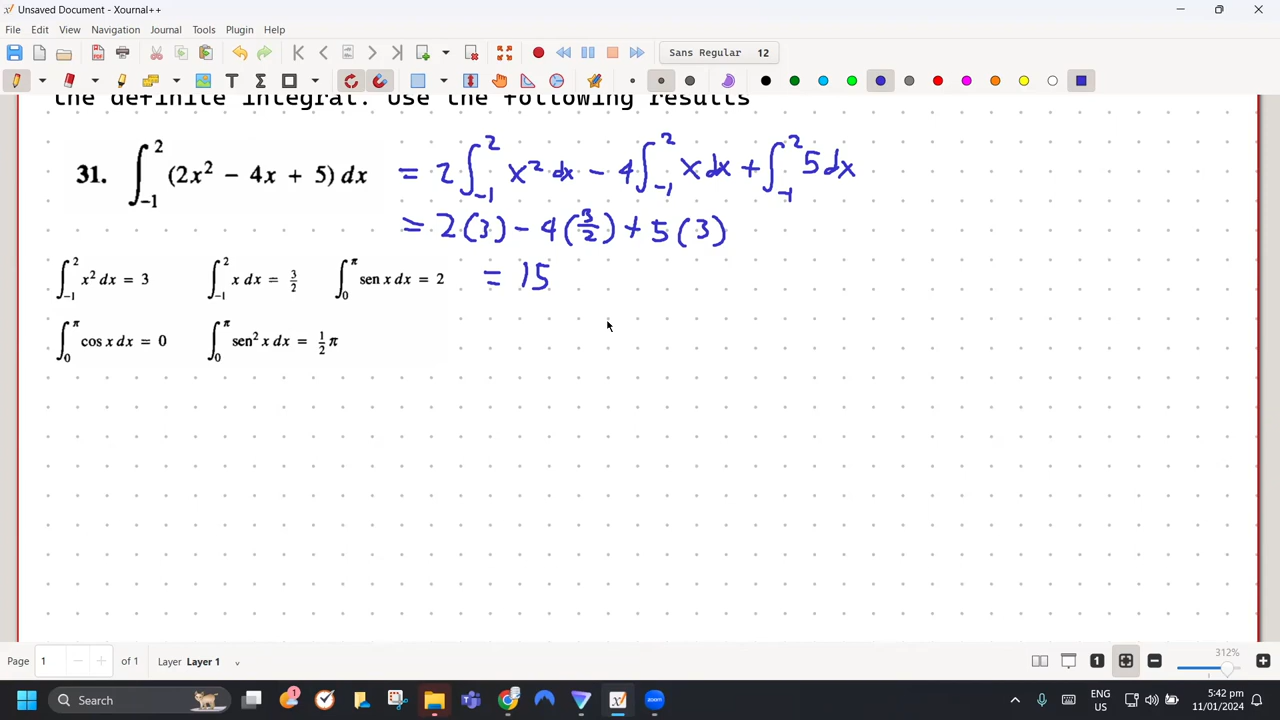 Unsaved Document - Xournal++
File Edit View Navigation Journal Tools Plugin Help
Sans Regular 12
the definite integral. Use the following results
31. ∫_{-1}^{2} (2x² − 4x + 5) dx = 2∫_{-1}^{2} x² dx − 4∫_{-1}^{2} x dx + ∫_{-1}^{2} 5 dx
= 2(3) − 4(3/2) + 5(3)
∫_{-1}^{2} x² dx = 3 ∫_{-1}^{2} x dx = 3/2 ∫_{0}^{π} sen x dx = 2 = 15
∫_{0}^{π} cos x dx = 0 ∫_{0}^{π} sen² x dx = 1/2 π
Page 1 of 1 Layer Layer 1 1 312%
Search 1 zoom ENG US 5:42 pm 11/01/2024